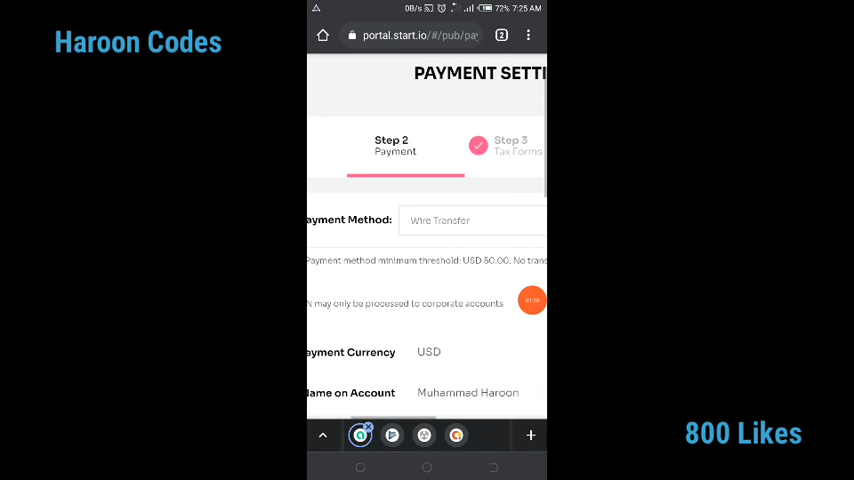 0B/s 72% 7:25 AM
Haroon Codes
portal.start.io/#/pub/pay
2
PAYMENT SETTI
Step 2
Payment
Step 3
Tax Forms
ayment Method:
Wire Transfer
Payment method minimum threshold: USD 50.00. No trans
N may only be processed to corporate accounts
ayment Currency
USD
Name on Account
Muhammad Haroon
800 Likes